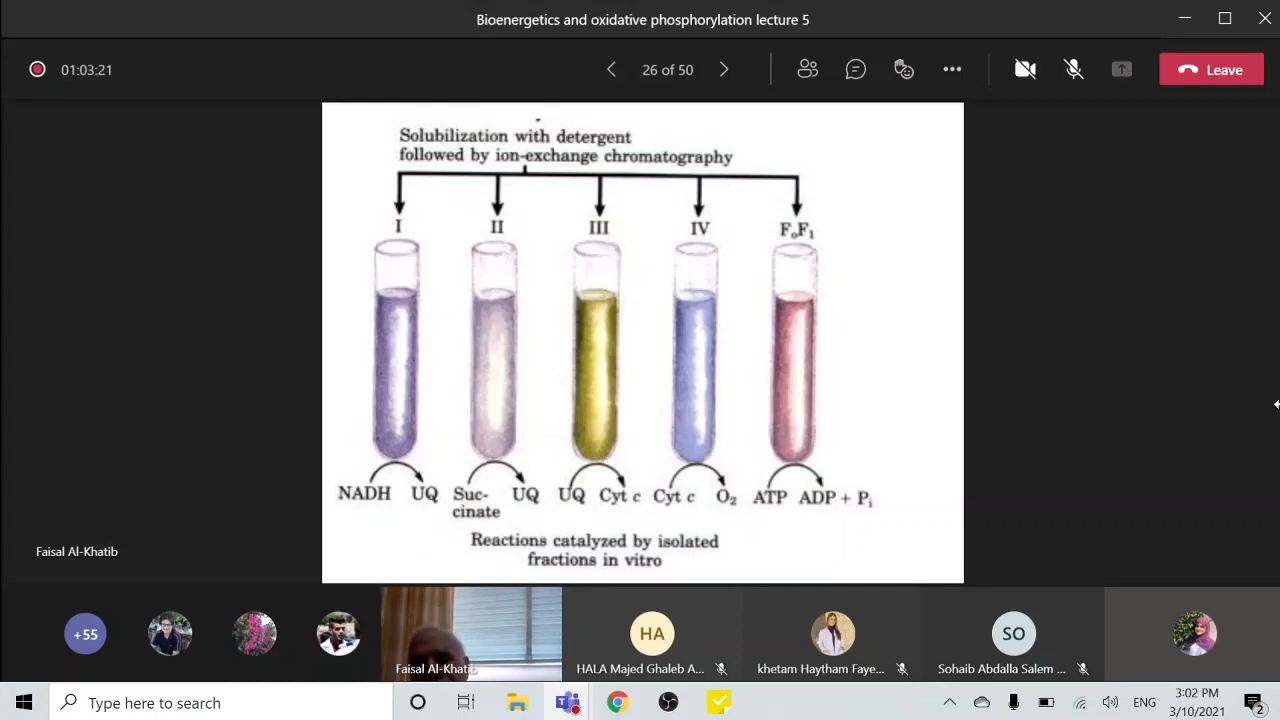 Bioenergetics and oxidative phosphorylation lecture 5
01:03:21
26 of 50
Leave
Solubilization with detergent
followed by ion-exchange chromatography
I II III IV FₒF₁
NADH UQ Suc-
cinate UQ UQ Cyt c Cyt c O₂ ATP ADP + Pᵢ
Reactions catalyzed by isolated
fractions in vitro
Faisal Al-Khatib
+55
HA
SO
Faisal Al-Khatib
HALA Majed Ghaleb A...
khetam Haytham Faye...
Sohaib Abdalla Salem ...
Type here to search
ENG
3:02 PM
3/10/2021
2